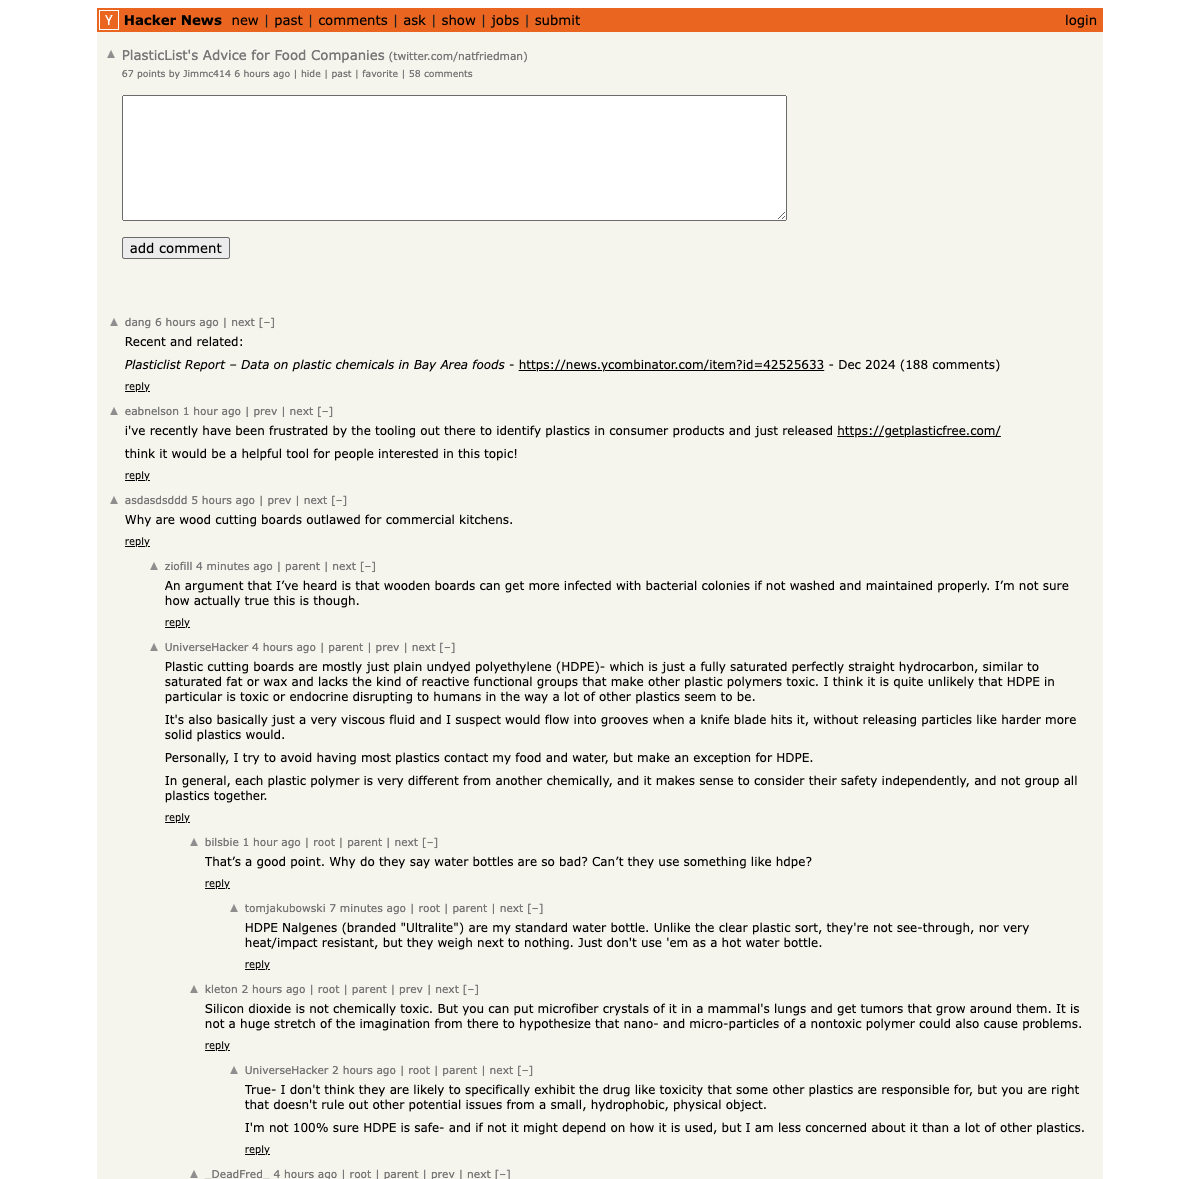 Y Hacker News new | past | comments | ask | show | jobs | submit login
▲ PlasticList's Advice for Food Companies (twitter.com/natfriedman)
67 points by Jimmc414 6 hours ago | hide | past | favorite | 58 comments
add comment
▲ dang 6 hours ago | next [–]
Recent and related:
Plasticlist Report – Data on plastic chemicals in Bay Area foods - https://news.ycombinator.com/item?id=42525633 - Dec 2024 (188 comments)
reply
▲ eabnelson 1 hour ago | prev | next [–]
i've recently have been frustrated by the tooling out there to identify plastics in consumer products and just released https://getplasticfree.com/
think it would be a helpful tool for people interested in this topic!
reply
▲ asdasdsddd 5 hours ago | prev | next [–]
Why are wood cutting boards outlawed for commercial kitchens.
reply
▲ ziofill 4 minutes ago | parent | next [–]
An argument that I’ve heard is that wooden boards can get more infected with bacterial colonies if not washed and maintained properly. I’m not sure
how actually true this is though.
reply
▲ UniverseHacker 4 hours ago | parent | prev | next [–]
Plastic cutting boards are mostly just plain undyed polyethylene (HDPE)- which is just a fully saturated perfectly straight hydrocarbon, similar to
saturated fat or wax and lacks the kind of reactive functional groups that make other plastic polymers toxic. I think it is quite unlikely that HDPE in
particular is toxic or endocrine disrupting to humans in the way a lot of other plastics seem to be.
It's also basically just a very viscous fluid and I suspect would flow into grooves when a knife blade hits it, without releasing particles like harder more
solid plastics would.
Personally, I try to avoid having most plastics contact my food and water, but make an exception for HDPE.
In general, each plastic polymer is very different from another chemically, and it makes sense to consider their safety independently, and not group all
plastics together.
reply
▲ bilsbie 1 hour ago | root | parent | next [–]
That’s a good point. Why do they say water bottles are so bad? Can’t they use something like hdpe?
reply
▲ tomjakubowski 7 minutes ago | root | parent | next [–]
HDPE Nalgenes (branded "Ultralite") are my standard water bottle. Unlike the clear plastic sort, they're not see-through, nor very
heat/impact resistant, but they weigh next to nothing. Just don't use 'em as a hot water bottle.
reply
▲ kleton 2 hours ago | root | parent | prev | next [–]
Silicon dioxide is not chemically toxic. But you can put microfiber crystals of it in a mammal's lungs and get tumors that grow around them. It is
not a huge stretch of the imagination from there to hypothesize that nano- and micro-particles of a nontoxic polymer could also cause problems.
reply
▲ UniverseHacker 2 hours ago | root | parent | next [–]
True- I don't think they are likely to specifically exhibit the drug like toxicity that some other plastics are responsible for, but you are right
that doesn't rule out other potential issues from a small, hydrophobic, physical object.
I'm not 100% sure HDPE is safe- and if not it might depend on how it is used, but I am less concerned about it than a lot of other plastics.
reply
▲ _DeadFred_ 4 hours ago | root | parent | prev | next [–]